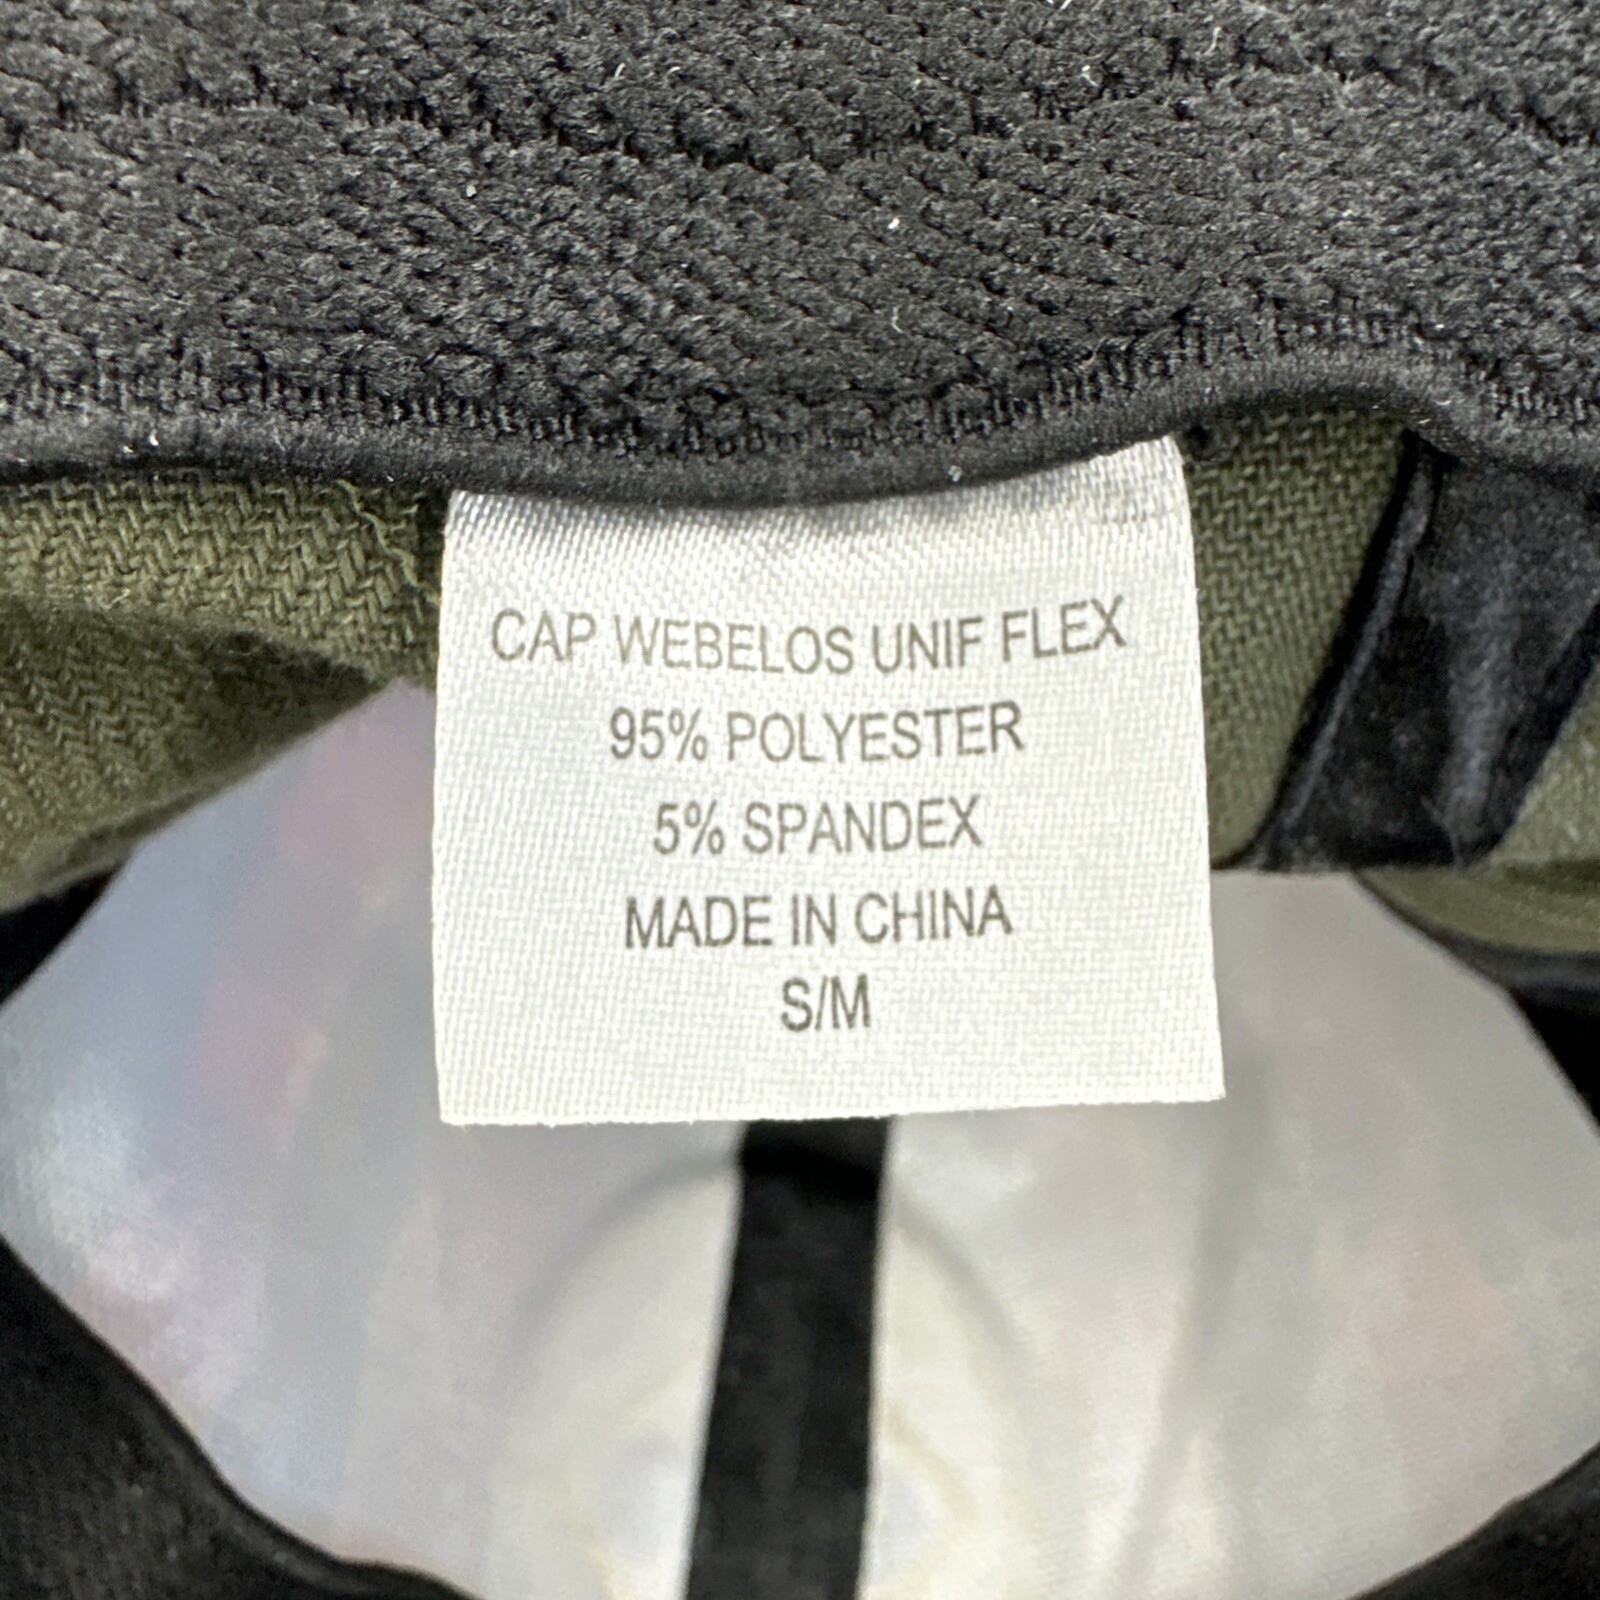 CAP WEBELOS UNIF FLEX
95% POLYESTER
5% SPANDEX
MADE IN CHINA
S/M